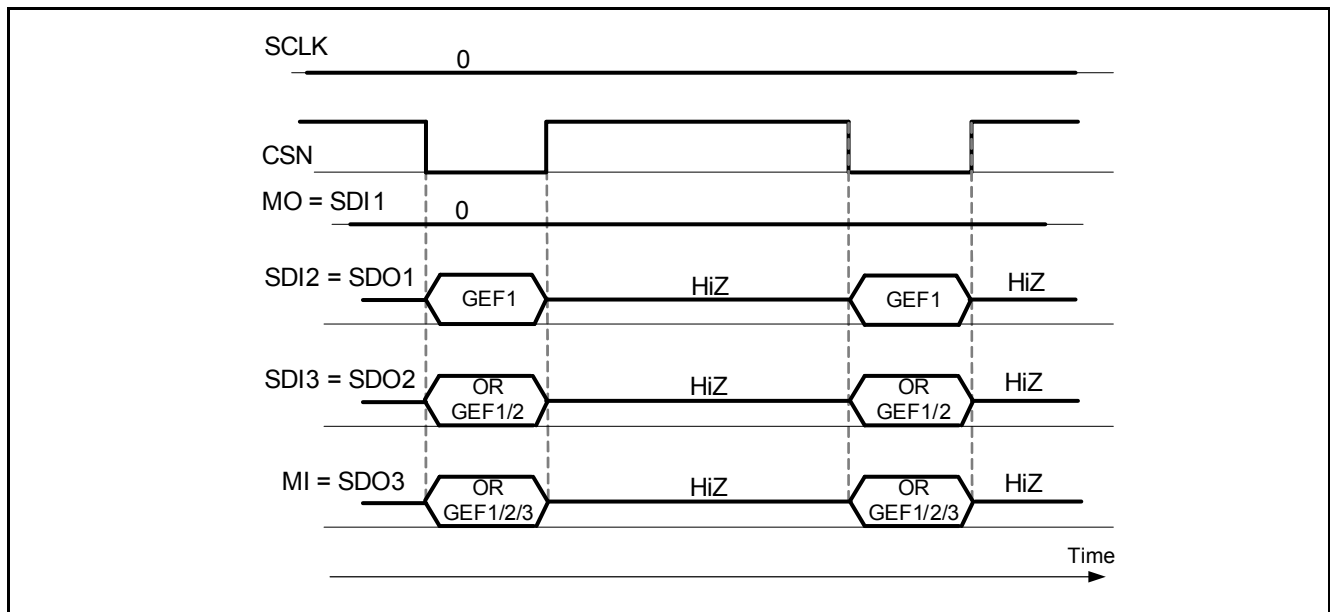 SCLK
0
CSN
MO = SDI1
0
SDI2 = SDO1
GEF1
HiZ
GEF1
HiZ
SDI3 = SDO2
OR
GEF1/2
HiZ
OR
GEF1/2
HiZ
MI = SDO3
OR
GEF1/2/3
HiZ
OR
GEF1/2/3
HiZ
Time